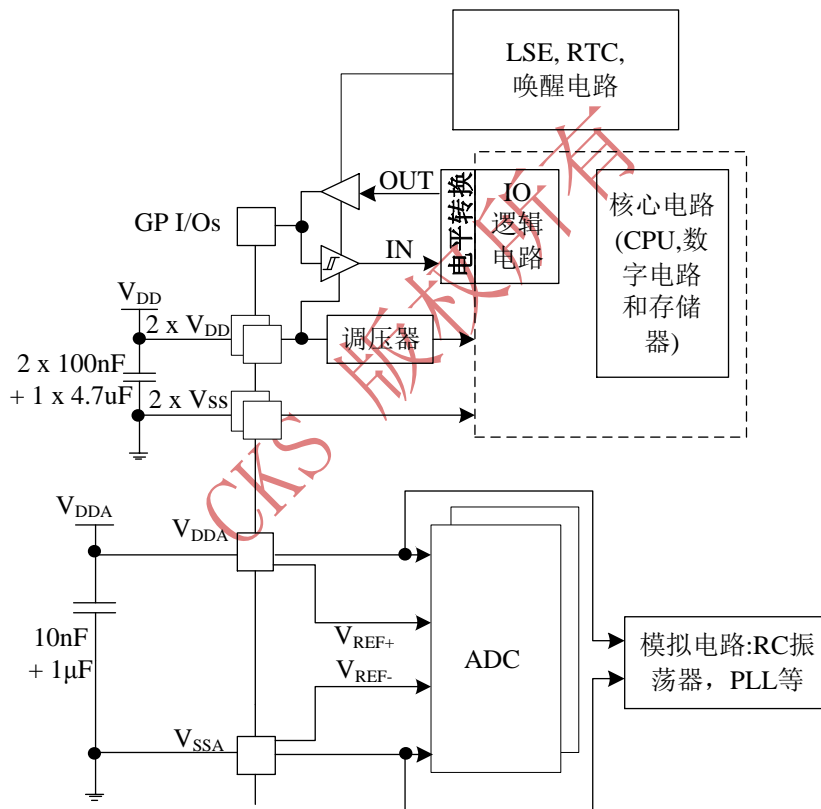 LSE, RTC,
唤醒电路
OUT
电平转换
IO
逻辑
电路
核心电路
(CPU,数
字电路
和存储
器)
GP I/Os
IN
VDD
2 x VDD
调压器
2 x 100nF
+ 1 x 4.7uF
2 x VSS
CKS 版权所有
VDDA
VDDA
10nF
+ 1μF
VREF+
VREF-
ADC
模拟电路:RC振
荡器，PLL等
VSSA